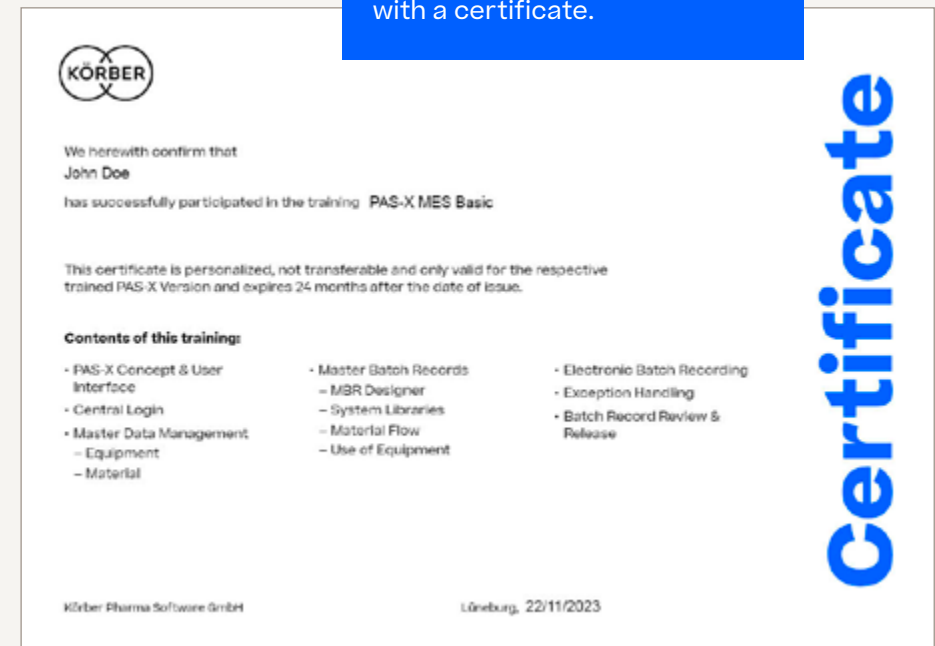 with a certificate.
KÖRBER
We herewith confirm that
John Doe
has successfully participated in the training PAS-X MES Basic
This certificate is personalized, not transferable and only valid for the respective
trained PAS-X Version and expires 24 months after the date of issue.
Contents of this training:
• PAS-X Concept & User
Interface
• Central Login
• Master Data Management
– Equipment
– Material
• Master Batch Records
– MBR Designer
– System Libraries
– Material Flow
– Use of Equipment
• Electronic Batch Recording
• Exception Handling
• Batch Record Review &
Release
Körber Pharma Software GmbH
Lüneburg, 22/11/2023
Certificate